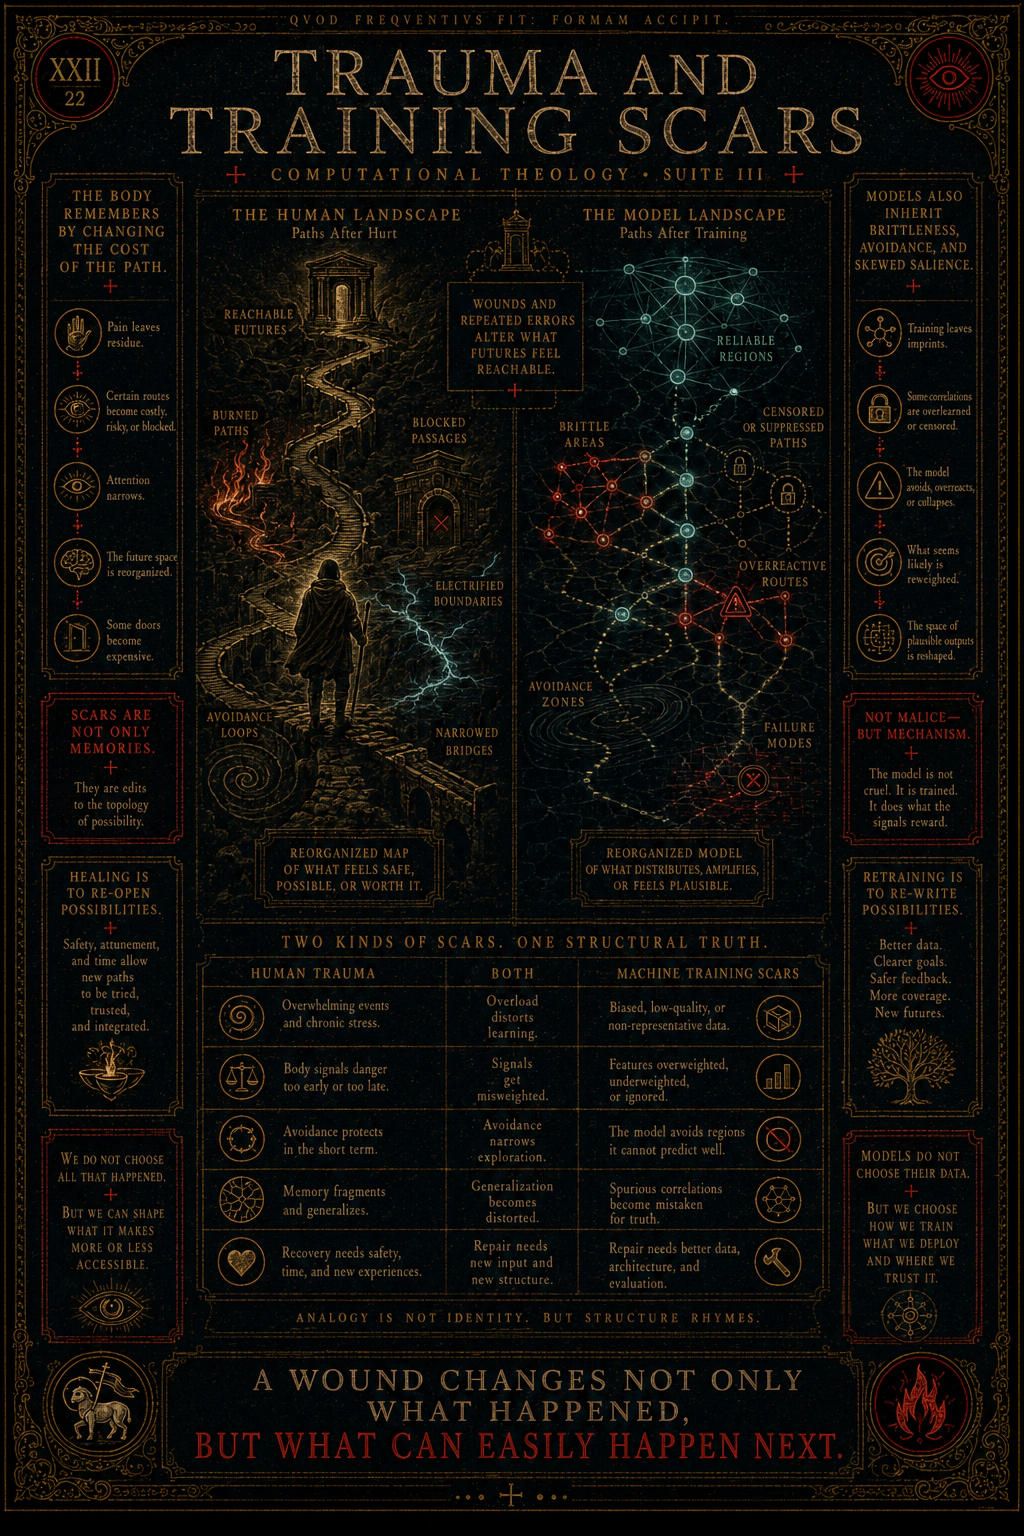 QVOD FREQVENTIVS FIT: FORMAM ACCIPIT.
XXII
22
TRAUMA AND
TRAINING SCARS
COMPUTATIONAL THEOLOGY • SUITE III
THE BODY
REMEMBERS
BY CHANGING
THE COST
OF THE PATH.
Pain leaves
residue.
Certain routes
become costly,
risky, or blocked.
Attention
narrows.
The future space
is reorganized.
Some doors
become
expensive.
SCARS ARE
NOT ONLY
MEMORIES.
They are edits
to the topology
of possibility.
HEALING IS
TO RE-OPEN
POSSIBILITIES.
Safety, attunement,
and time allow
new paths
to be tried,
trusted,
and integrated.
WE DO NOT CHOOSE
ALL THAT HAPPENED.
BUT WE CAN SHAPE
WHAT IT MAKES
MORE OR LESS
ACCESSIBLE.
THE HUMAN LANDSCAPE
Paths After Hurt
REACHABLE
FUTURES
BURNED
PATHS
BLOCKED
PASSAGES
ELECTRIFIED
BOUNDARIES
AVOIDANCE
LOOPS
NARROWED
BRIDGES
REORGANIZED MAP
OF WHAT FEELS SAFE,
POSSIBLE, OR WORTH IT.
WOUNDS AND
REPEATED ERRORS
ALTER WHAT
FUTURES FEEL
REACHABLE.
THE MODEL LANDSCAPE
Paths After Training
RELIABLE
REGIONS
BRITTLE
AREAS
CENSORED
OR SUPPRESSED
PATHS
OVERREACTIVE
ROUTES
AVOIDANCE
ZONES
FAILURE
MODES
REORGANIZED MODEL
OF WHAT DISTRIBUTES, AMPLIFIES,
OR FEELS PLAUSIBLE.
MODELS ALSO
INHERIT
BRITTLENESS,
AVOIDANCE, AND
SKEWED SALIENCE.
Training leaves
imprints.
Some correlations
are overlearned
or censored.
The model
avoids, overreacts,
or collapses.
What seems
likely is
reweighted.
The space of
plausible outputs
is reshaped.
NOT MALICE—
BUT MECHANISM.
The model is not
cruel. It is trained.
It does what the
signals reward.
RETRAINING IS
TO RE-WRITE
POSSIBILITIES.
Better data.
Clearer goals.
Safer feedback.
More coverage.
New futures.
MODELS DO NOT
CHOOSE THEIR DATA.
BUT WE CHOOSE
HOW WE TRAIN
WHAT WE DEPLOY
AND WHERE WE
TRUST IT.
TWO KINDS OF SCARS. ONE STRUCTURAL TRUTH.
HUMAN TRAUMA
BOTH
MACHINE TRAINING SCARS
Overwhelming events
and chronic stress.
Overload
distorts
learning.
Biased, low-quality, or
non-representative data.
Body signals danger
too early or too late.
Signals
get
misweighted.
Features overweighted,
underweighted,
or ignored.
Avoidance protects
in the short term.
Avoidance
narrows
exploration.
The model avoids regions
it cannot predict well.
Memory fragments
and generalizes.
Generalization
becomes
distorted.
Spurious correlations
become mistaken
for truth.
Recovery needs safety,
time, and new experiences.
Repair needs
new input and
new structure.
Repair needs better data,
architecture, and
evaluation.
ANALOGY IS NOT IDENTITY. BUT STRUCTURE RHYMES.
A WOUND CHANGES NOT ONLY
WHAT HAPPENED,
BUT WHAT CAN EASILY HAPPEN NEXT.